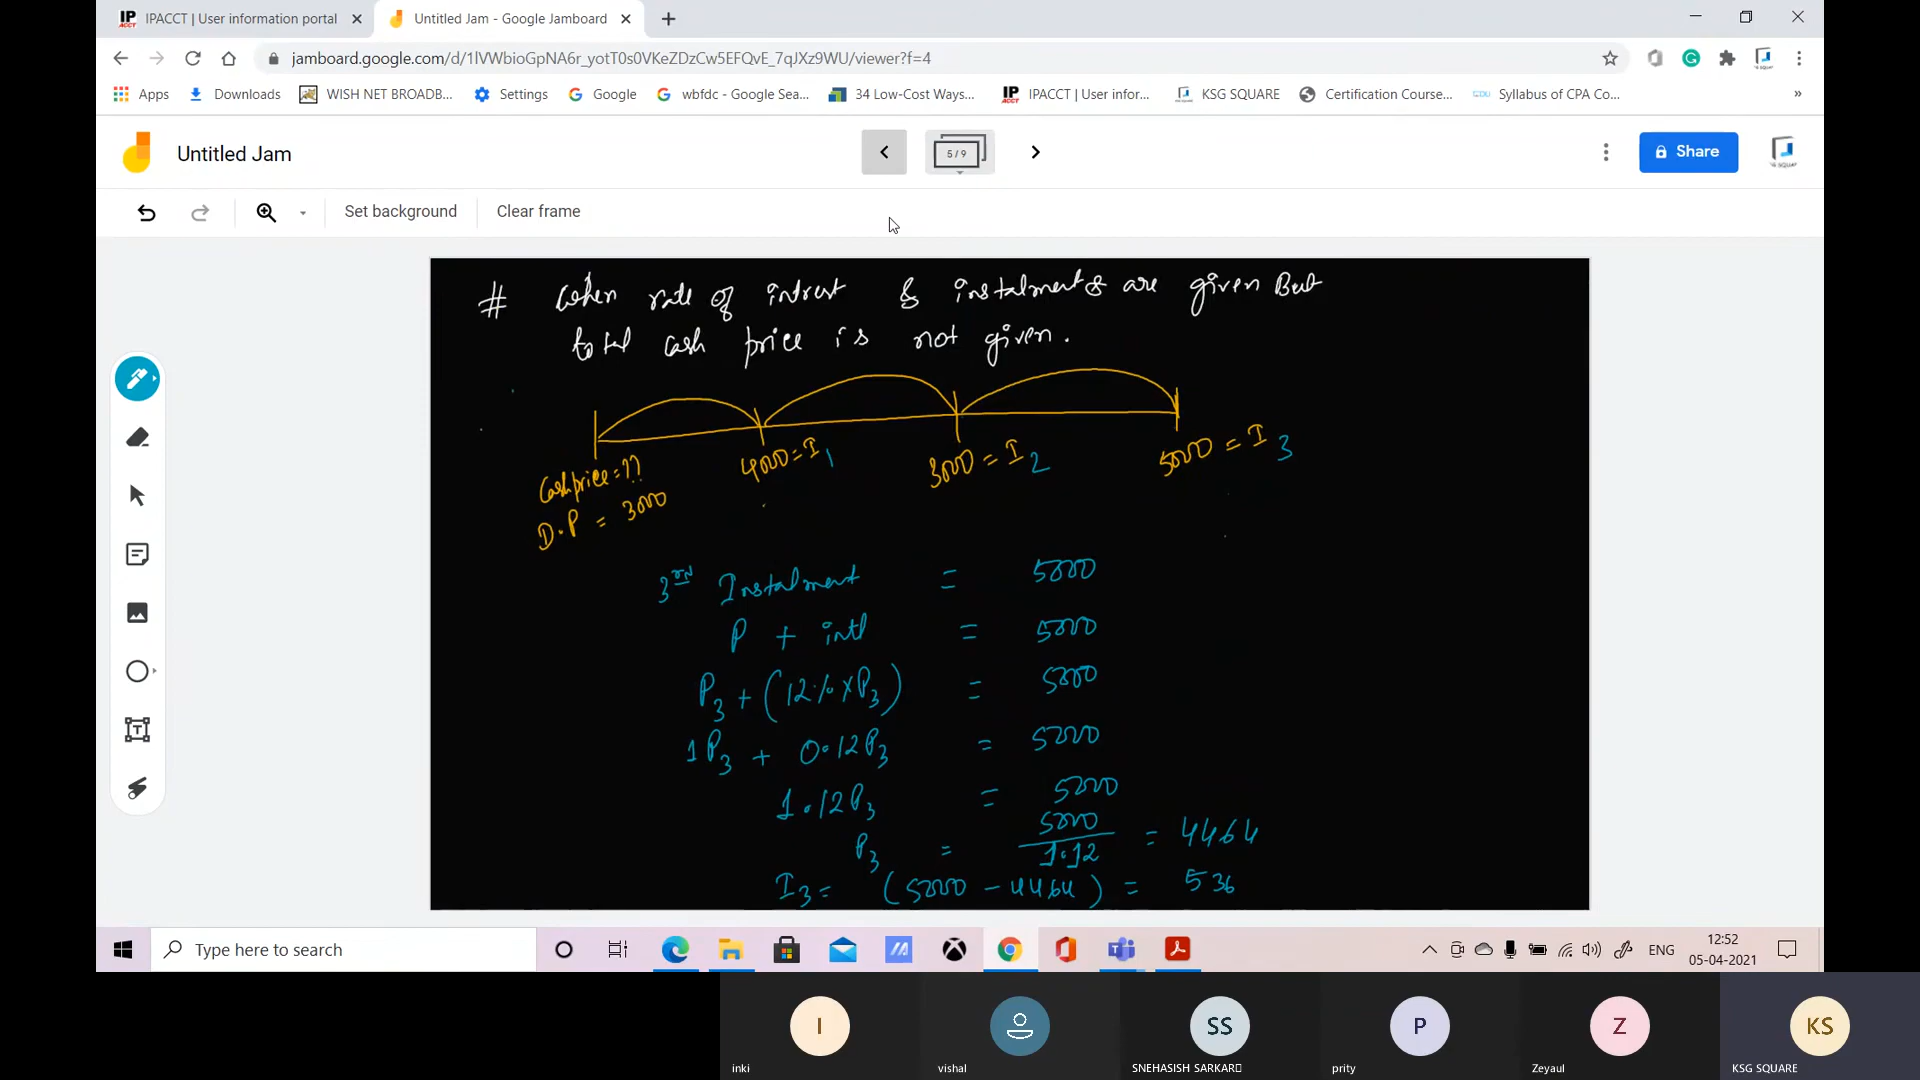 IPACCT | User information portal
Untitled Jam - Google Jamboard
jamboard.google.com/d/1lVWbioGpNA6r_yotT0s0VKeZDzCw5EFQvE_7qJXz9WU/viewer?f=4
Apps Downloads WISH NET BROADB... Settings Google wbfdc - Google Sea... 34 Low-Cost Ways... IPACCT | User infor... KSG SQUARE Certification Course... Syllabus of CPA Co... »
Untitled Jam
5 / 9
Share
Set background Clear frame
# When rate of intrest & instalments are given But
total cash price is not given.
Cash price = ??
D.P = 3000
4000 = I 1
3000 = I 2
5000 = I 3
3rd Instalment = 5000
P + intt = 5000
P3 + (12% X P3) = 5000
1P3 + 0.12P3 = 5000
1.12P3 = 5000
P3 = 5000 / 1.12 = 4464
I3 = (5000 - 4464) = 536
Type here to search
ENG
12:52
05-04-2021
I SS P Z KS
inki vishal SNEHASISH SARKAR prity Zeyaul KSG SQUARE